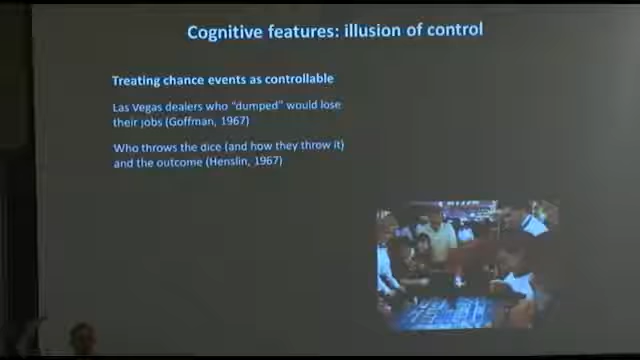 Cognitive features: illusion of control
Treating chance events as controllable
Las Vegas dealers who "dumped" would lose
their jobs (Goffman, 1967)
Who throws the dice (and how they throw it)
and the outcome (Henslin, 1967)